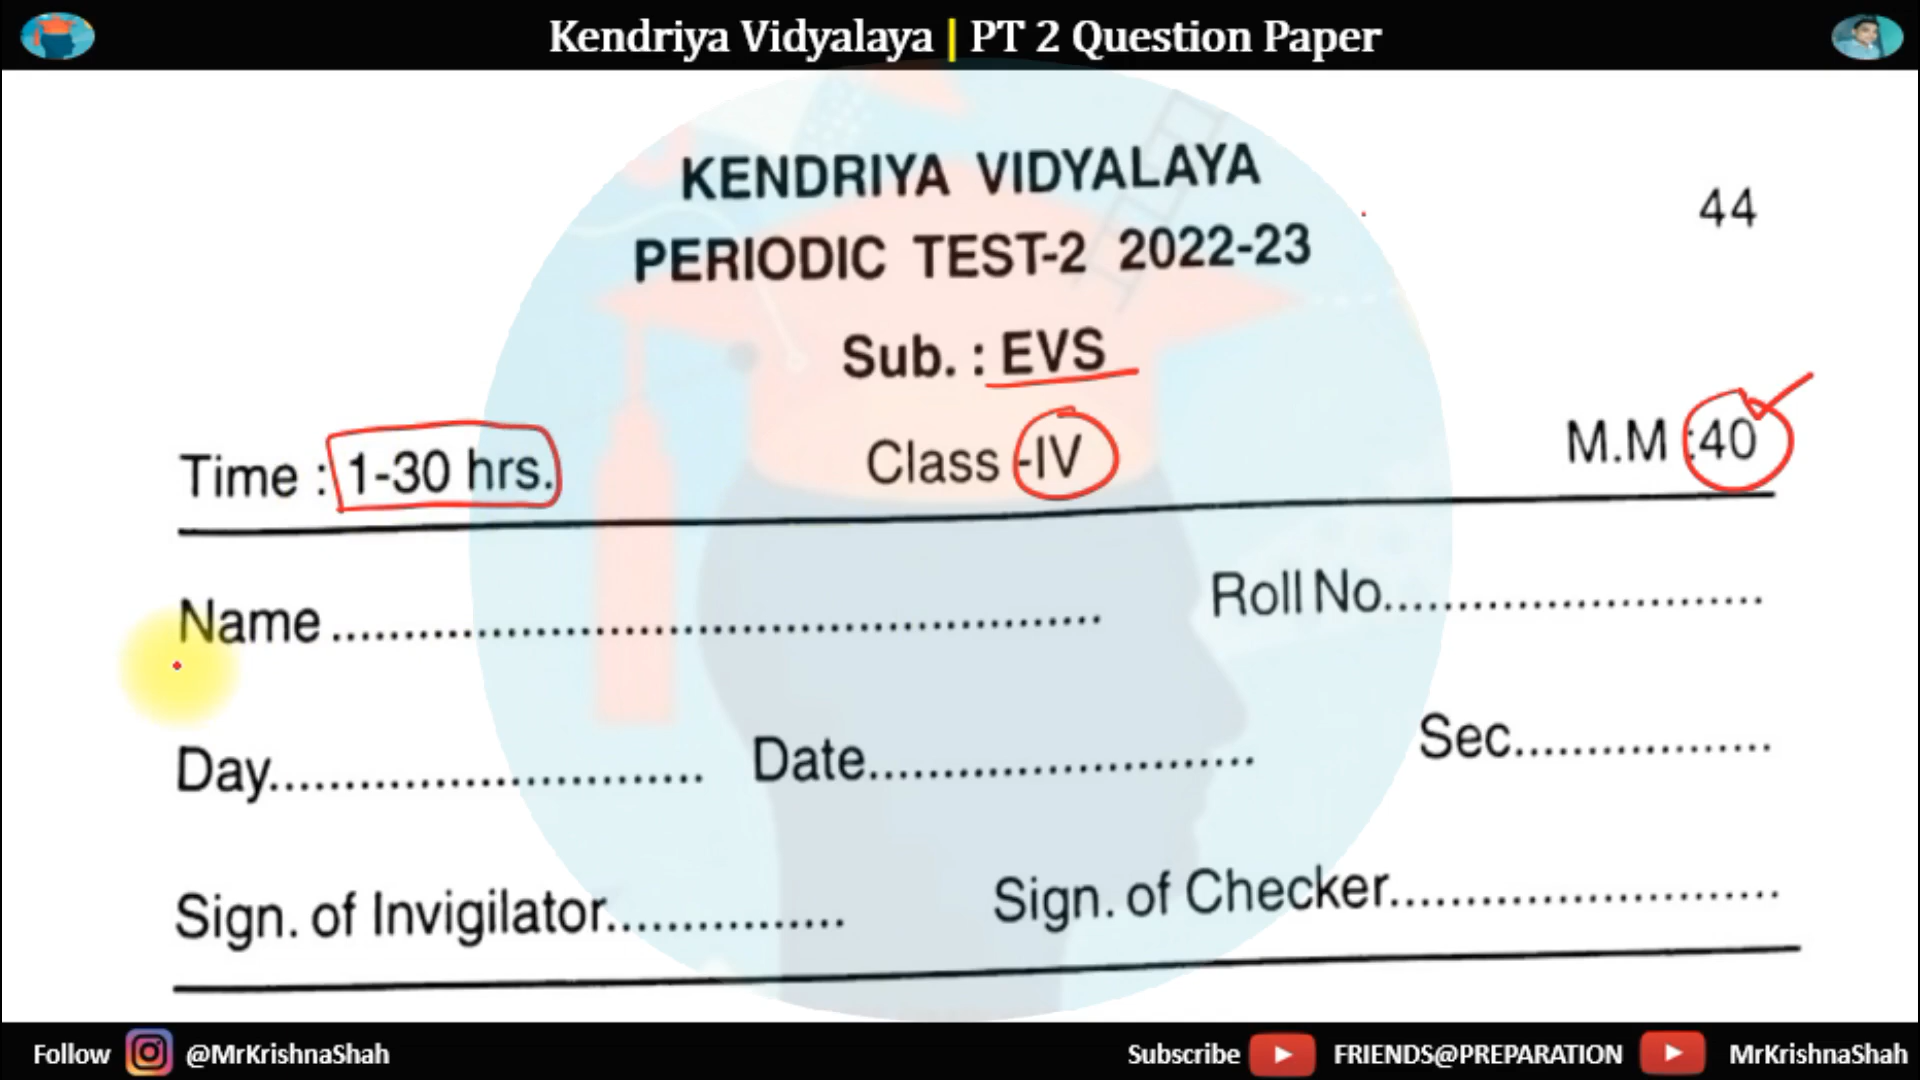 Kendriya Vidyalaya | PT 2 Question Paper
KENDRIYA VIDYALAYA
44
PERIODIC TEST-2 2022-23
Sub. : EVS
Time : 1-30 hrs. Class -IV M.M :40
Name .................................................... Roll No..........................
Day.............................. Date........................... Sec..................
Sign. of Invigilator................ Sign. of Checker...........................
Follow @MrKrishnaShah Subscribe FRIENDS@PREPARATION MrKrishnaShah